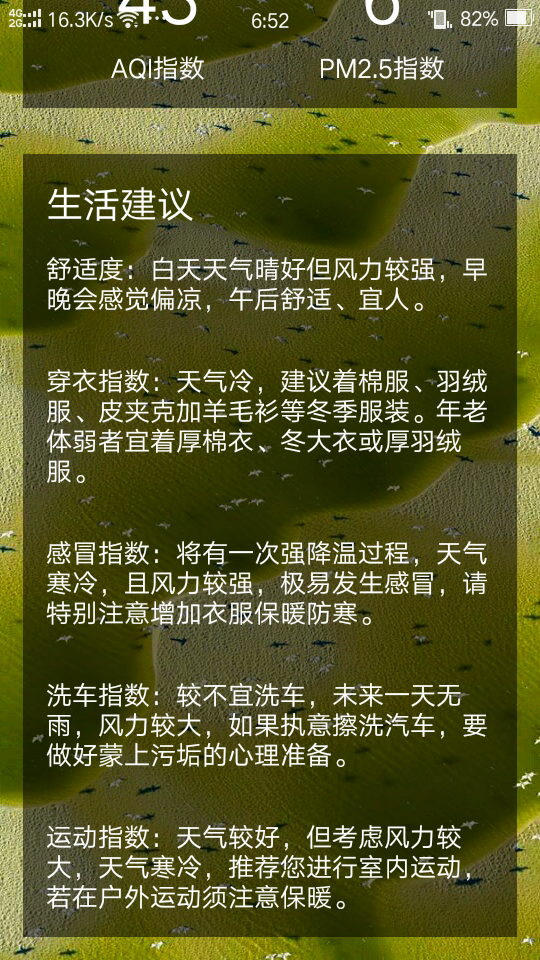 4G
2G
16.3K/s
6:52
82%
AQI指数
PM2.5指数
生活建议
舒适度：白天天气晴好但风力较强，早
晚会感觉偏凉，午后舒适、宜人。
穿衣指数：天气冷，建议着棉服、羽绒
服、皮夹克加羊毛衫等冬季服装。年老
体弱者宜着厚棉衣、冬大衣或厚羽绒
服。
感冒指数：将有一次强降温过程，天气
寒冷，且风力较强，极易发生感冒，请
特别注意增加衣服保暖防寒。
洗车指数：较不宜洗车，未来一天无
雨，风力较大，如果执意擦洗汽车，要
做好蒙上污垢的心理准备。
运动指数：天气较好，但考虑风力较
大，天气寒冷，推荐您进行室内运动，
若在户外运动须注意保暖。